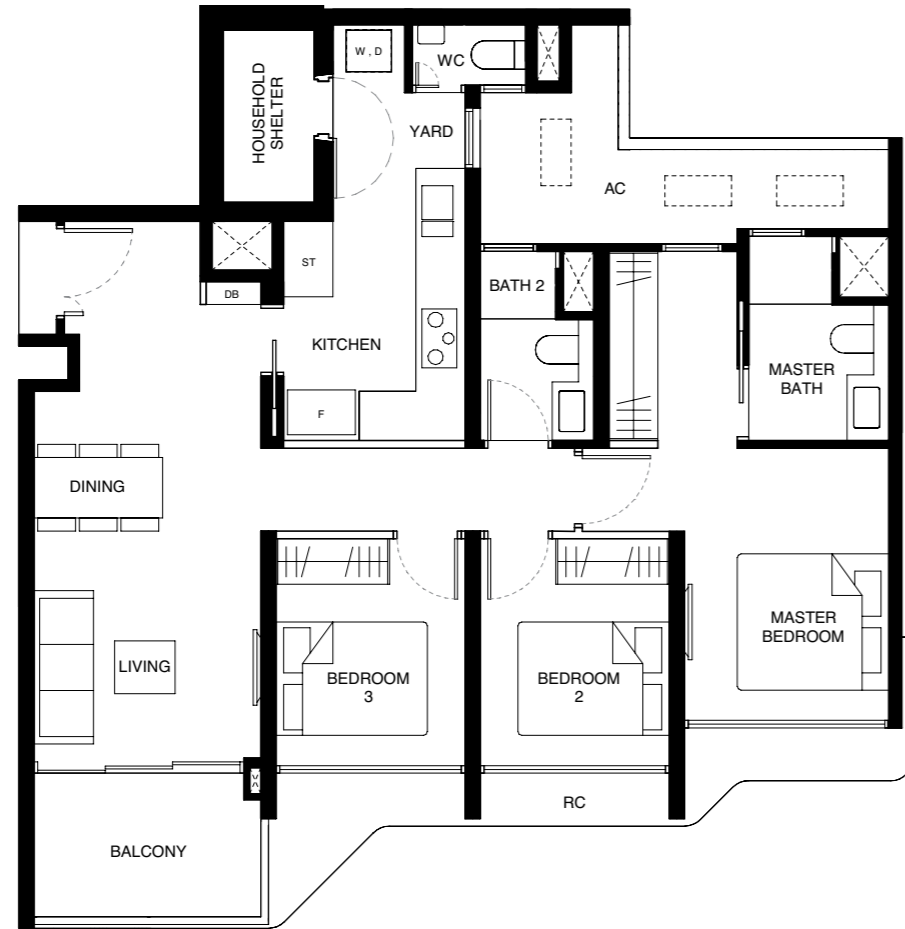 W , D
WC
HOUSEHOLD
SHELTER
YARD
AC
ST
DB
BATH 2
KITCHEN
MASTER
BATH
F
DINING
LIVING
BEDROOM
3
BEDROOM
2
MASTER
BEDROOM
RC
BALCONY